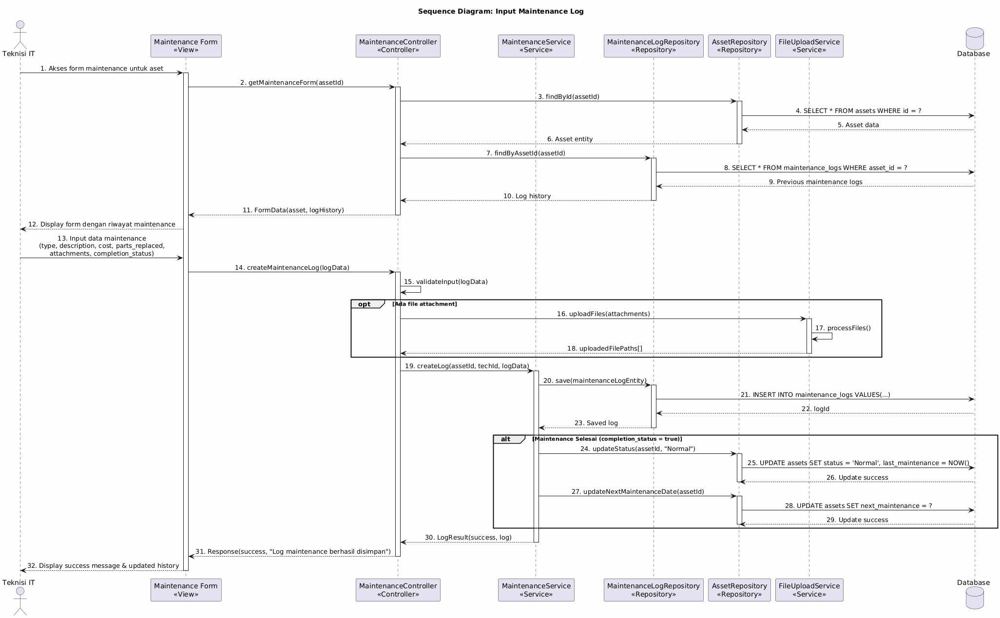 Sequence Diagram: Input Maintenance Log
Teknisi IT
Maintenance Form
«View»
MaintenanceController
«Controller»
MaintenanceService
«Service»
MaintenanceLogRepository
«Repository»
AssetRepository
«Repository»
FileUploadService
«Service»
Database
1. Akses form maintenance untuk aset
2. getMaintenanceForm(assetId)
3. findById(assetId)
4. SELECT * FROM assets WHERE id = ?
5. Asset data
6. Asset entity
7. findByAssetId(assetId)
8. SELECT * FROM maintenance_logs WHERE asset_id = ?
9. Previous maintenance logs
10. Log history
11. FormData(asset, logHistory)
12. Display form dengan riwayat maintenance
13. Input data maintenance
(type, description, cost, parts_replaced,
attachments, completion_status)
14. createMaintenanceLog(logData)
15. validateInput(logData)
opt
[Ada file attachment]
16. uploadFiles(attachments)
17. processFiles()
18. uploadedFilePaths[]
19. createLog(assetId, techId, logData)
20. save(maintenanceLogEntity)
21. INSERT INTO maintenance_logs VALUES(...)
22. logId
23. Saved log
alt
[Maintenance Selesai (completion_status = true)]
24. updateStatus(assetId, "Normal")
25. UPDATE assets SET status = 'Normal', last_maintenance = NOW()
26. Update success
27. updateNextMaintenanceDate(assetId)
28. UPDATE assets SET next_maintenance = ?
29. Update success
30. LogResult(success, log)
31. Response(success, "Log maintenance berhasil disimpan")
32. Display success message & updated history
Teknisi IT
Maintenance Form
«View»
MaintenanceController
«Controller»
MaintenanceService
«Service»
MaintenanceLogRepository
«Repository»
AssetRepository
«Repository»
FileUploadService
«Service»
Database